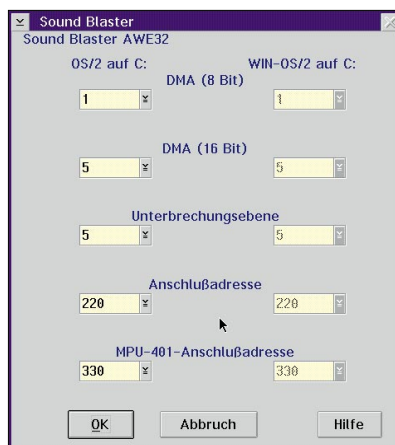 Sound Blaster
Sound Blaster AWE32
OS/2 auf C: WIN-OS/2 auf C:
DMA (8 Bit)
1 1
DMA (16 Bit)
5 5
Unterbrechungsebene
5 5
Anschlußadresse
220 220
MPU-401-Anschlußadresse
330 330
OK Abbruch Hilfe